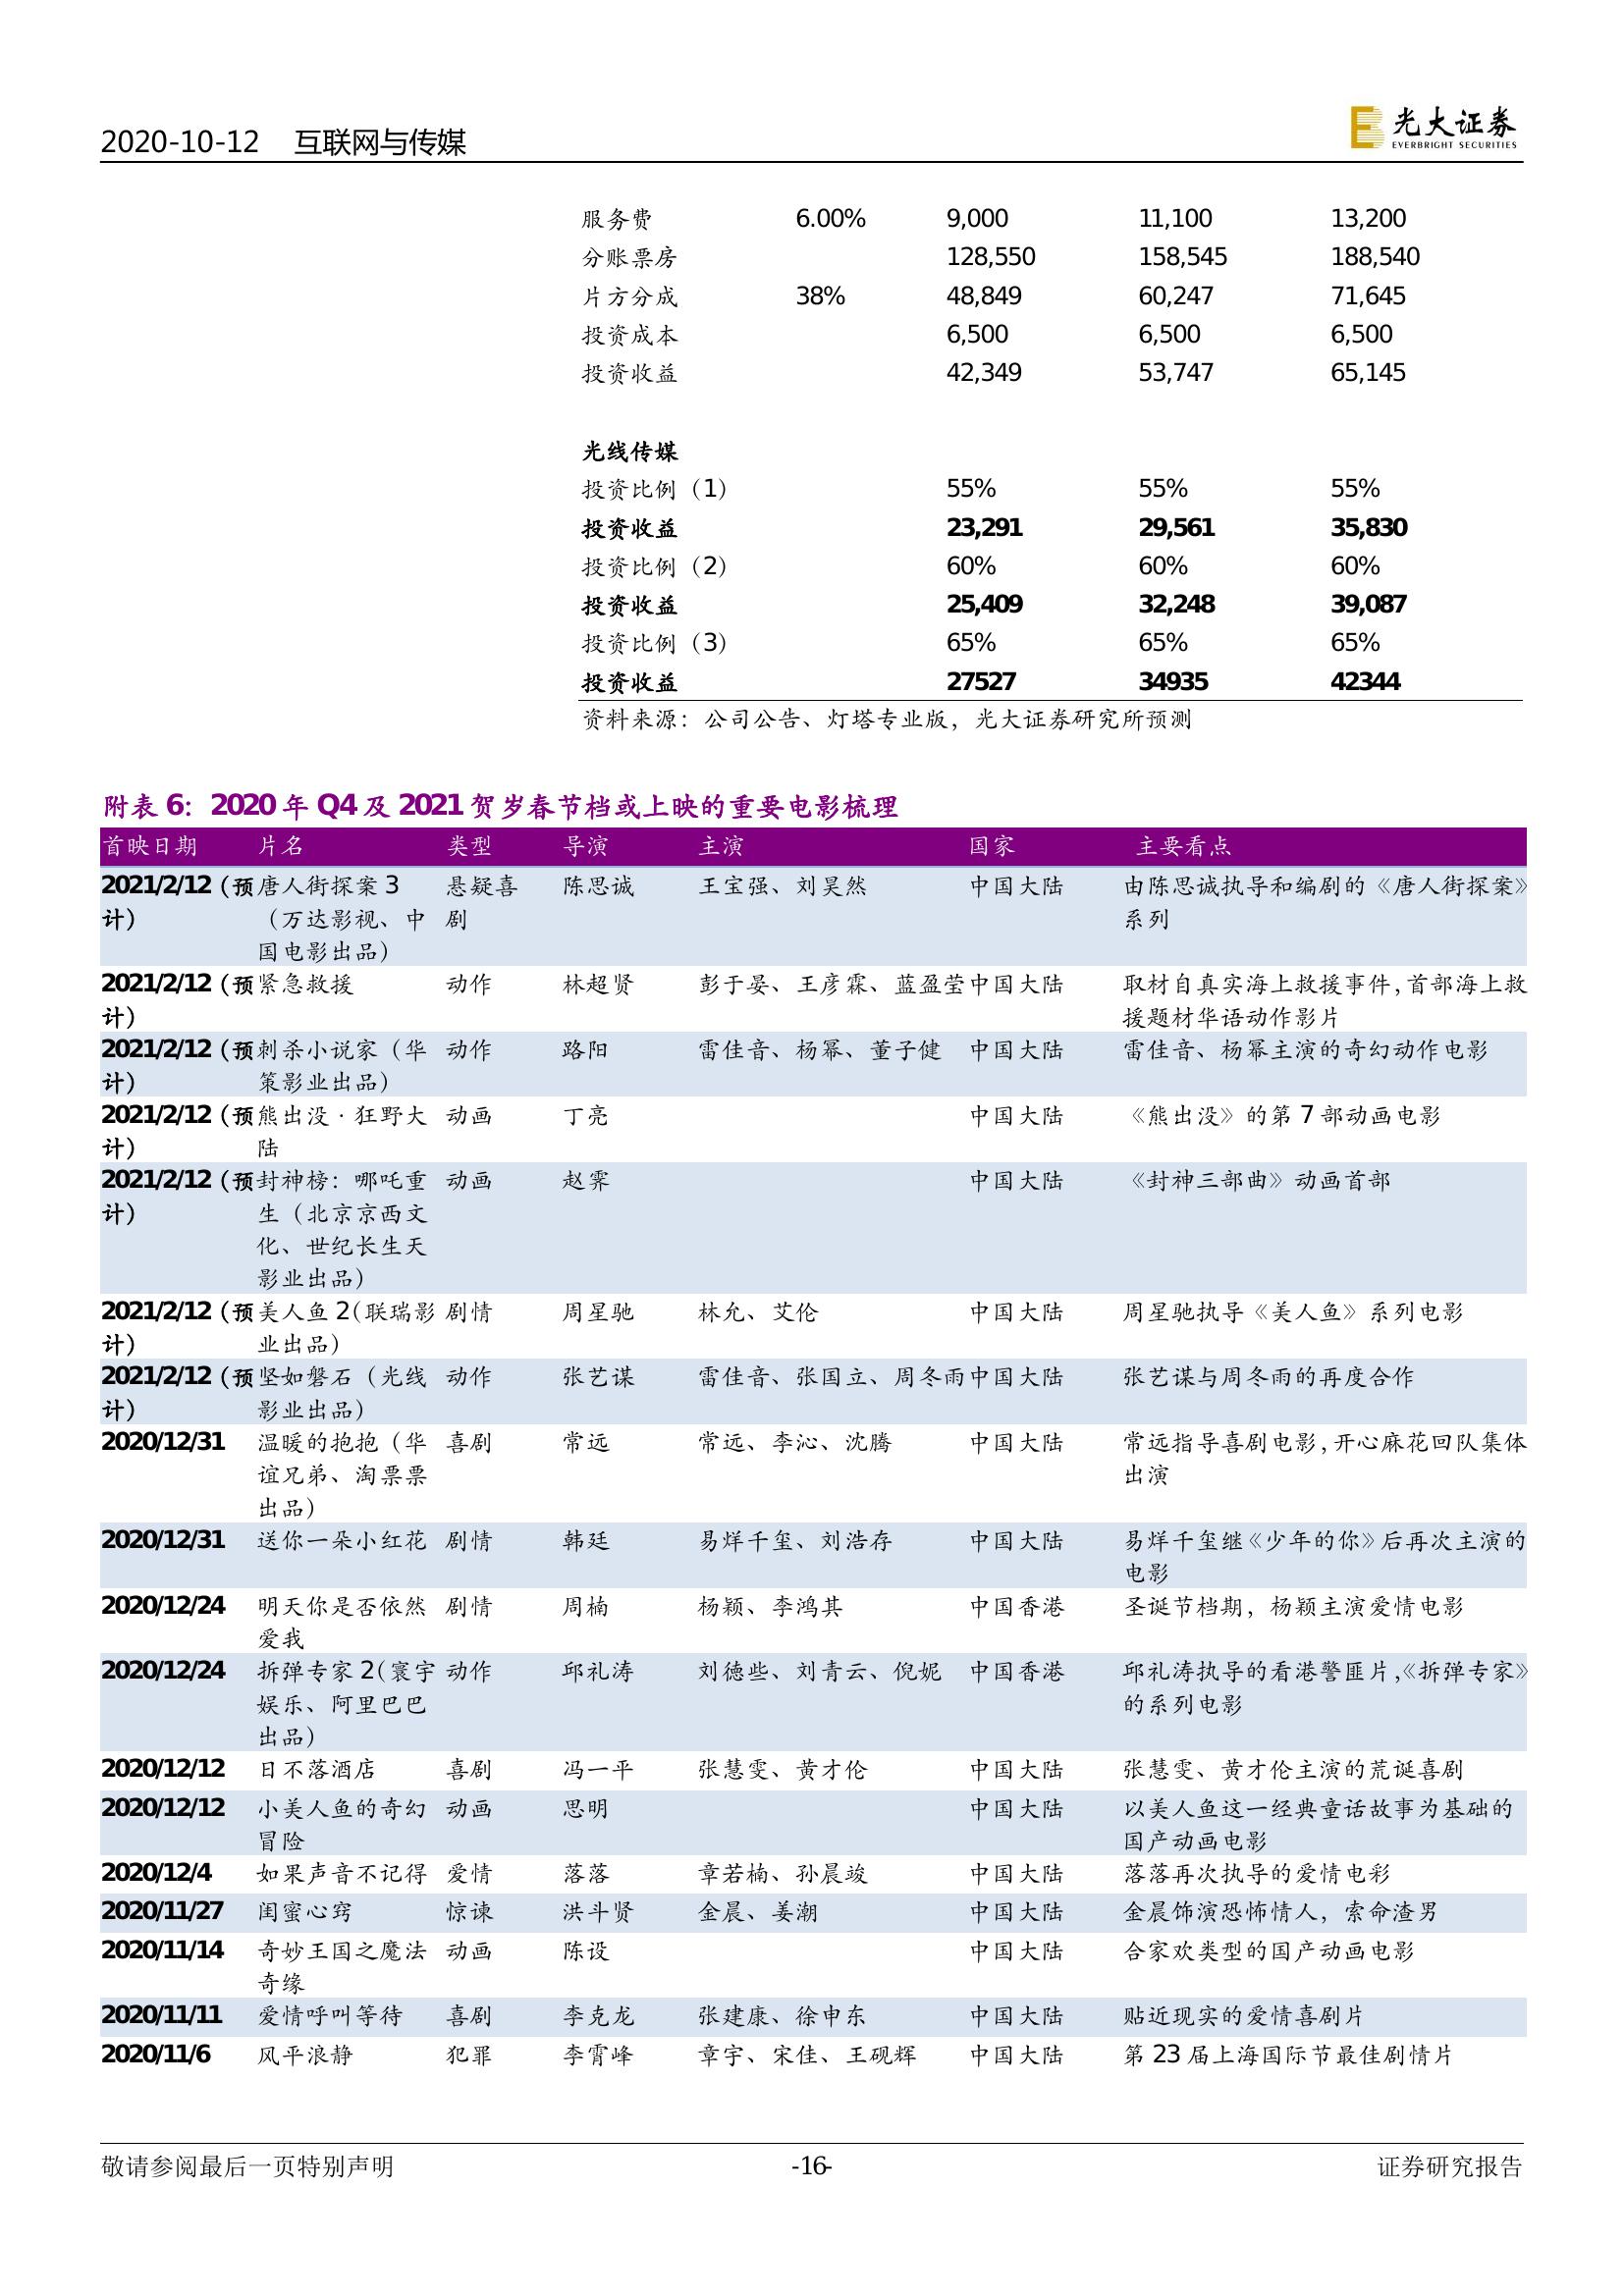 2020-10-12 互联网与传媒
光大证券
EVERBRIGHT SECURITIES
服务费 6.00% 9,000 11,100 13,200
分账票房 128,550 158,545 188,540
片方分成 38% 48,849 60,247 71,645
投资成本 6,500 6,500 6,500
投资收益 42,349 53,747 65,145
光线传媒
投资比例（1） 55% 55% 55%
投资收益 23,291 29,561 35,830
投资比例（2） 60% 60% 60%
投资收益 25,409 32,248 39,087
投资比例（3） 65% 65% 65%
投资收益 27527 34935 42344
资料来源：公司公告、灯塔专业版，光大证券研究所预测
附表 6：2020 年 Q4 及 2021 贺岁春节档或上映的重要电影梳理
首映日期 片名 类型 导演 主演 国家 主要看点
2021/2/12（预 唐人街探案 3 悬疑喜 陈思诚 王宝强、刘昊然 中国大陆 由陈思诚执导和编剧的《唐人街探案》
计） （万达影视、中 剧 系列
国电影出品）
2021/2/12（预 紧急救援 动作 林超贤 彭于晏、王彦霖、蓝盈莹 中国大陆 取材自真实海上救援事件，首部海上救
计） 援题材华语动作影片
2021/2/12（预 刺杀小说家（华 动作 路阳 雷佳音、杨幂、董子健 中国大陆 雷佳音、杨幂主演的奇幻动作电影
计） 策影业出品）
2021/2/12（预 熊出没·狂野大 动画 丁亮 中国大陆 《熊出没》的第 7 部动画电影
计） 陆
2021/2/12（预 封神榜：哪吒重 动画 赵霁 中国大陆 《封神三部曲》动画首部
计） 生（北京京西文
化、世纪长生天
影业出品）
2021/2/12（预 美人鱼 2（联瑞影 剧情 周星驰 林允、艾伦 中国大陆 周星驰执导《美人鱼》系列电影
计） 业出品）
2021/2/12（预 坚如磐石（光线 动作 张艺谋 雷佳音、张国立、周冬雨 中国大陆 张艺谋与周冬雨的再度合作
计） 影业出品）
2020/12/31 温暖的抱抱（华 喜剧 常远 常远、李沁、沈腾 中国大陆 常远指导喜剧电影，开心麻花回队集体
谊兄弟、淘票票 出演
出品）
2020/12/31 送你一朵小红花 剧情 韩廷 易烊千玺、刘浩存 中国大陆 易烊千玺继《少年的你》后再次主演的
电影
2020/12/24 明天你是否依然 剧情 周楠 杨颖、李鸿其 中国香港 圣诞节档期，杨颖主演爱情电影
爱我
2020/12/24 拆弹专家 2（寰宇 动作 邱礼涛 刘德些、刘青云、倪妮 中国香港 邱礼涛执导的看港警匪片，《拆弹专家》
娱乐、阿里巴巴 的系列电影
出品）
2020/12/12 日不落酒店 喜剧 冯一平 张慧雯、黄才伦 中国大陆 张慧雯、黄才伦主演的荒诞喜剧
2020/12/12 小美人鱼的奇幻 动画 思明 中国大陆 以美人鱼这一经典童话故事为基础的
冒险 国产动画电影
2020/12/4 如果声音不记得 爱情 落落 章若楠、孙晨竣 中国大陆 落落再次执导的爱情电彩
2020/11/27 闺蜜心窍 惊谏 洪斗贤 金晨、姜潮 中国大陆 金晨饰演恐怖情人，索命渣男
2020/11/14 奇妙王国之魔法 动画 陈设 中国大陆 合家欢类型的国产动画电影
奇缘
2020/11/11 爱情呼叫等待 喜剧 李克龙 张建康、徐申东 中国大陆 贴近现实的爱情喜剧片
2020/11/6 风平浪静 犯罪 李霄峰 章宇、宋佳、王砚辉 中国大陆 第 23 届上海国际节最佳剧情片
敬请参阅最后一页特别声明 -16- 证券研究报告